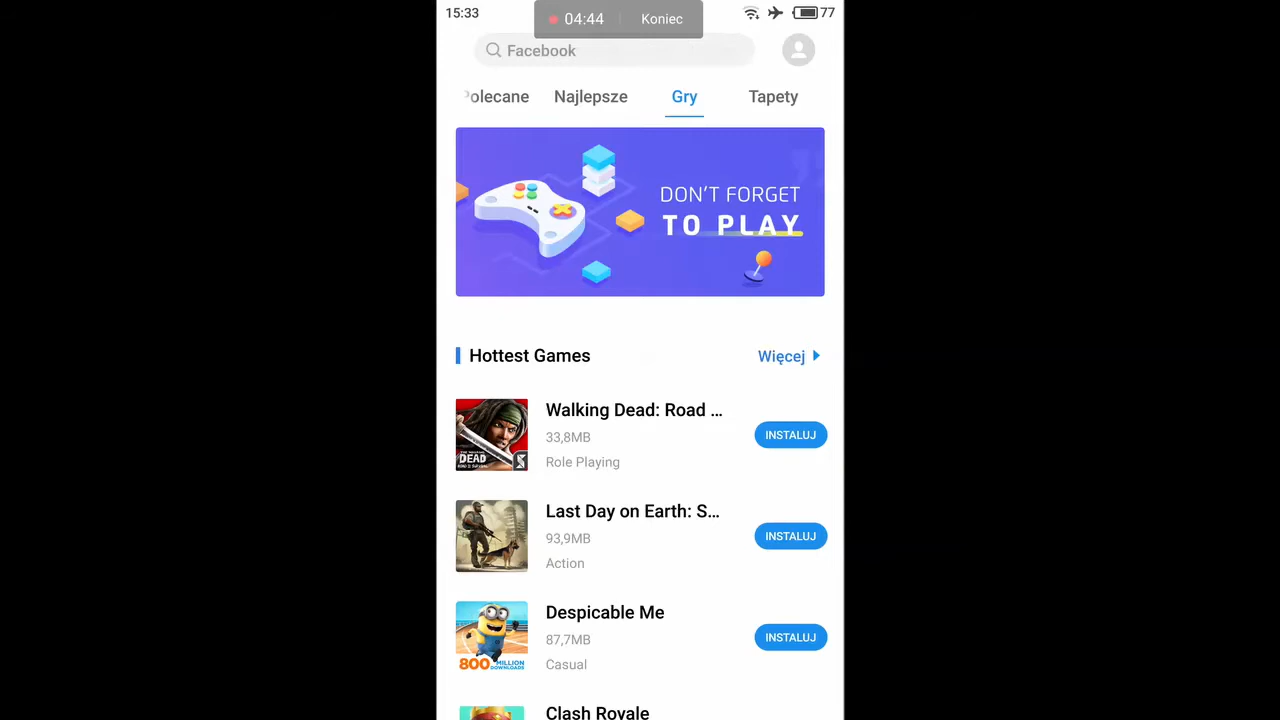 15:33
04:44
Koniec
77
Facebook
Polecane
Najlepsze
Gry
Tapety
DON'T FORGET
TO PLAY
Hottest Games
Więcej
Walking Dead: Road ...
33,8MB
Role Playing
INSTALUJ
DEAD
Last Day on Earth: S...
93,9MB
Action
INSTALUJ
Despicable Me
87,7MB
Casual
INSTALUJ
800 MILLION
DOWNLOADS
Clash Royale